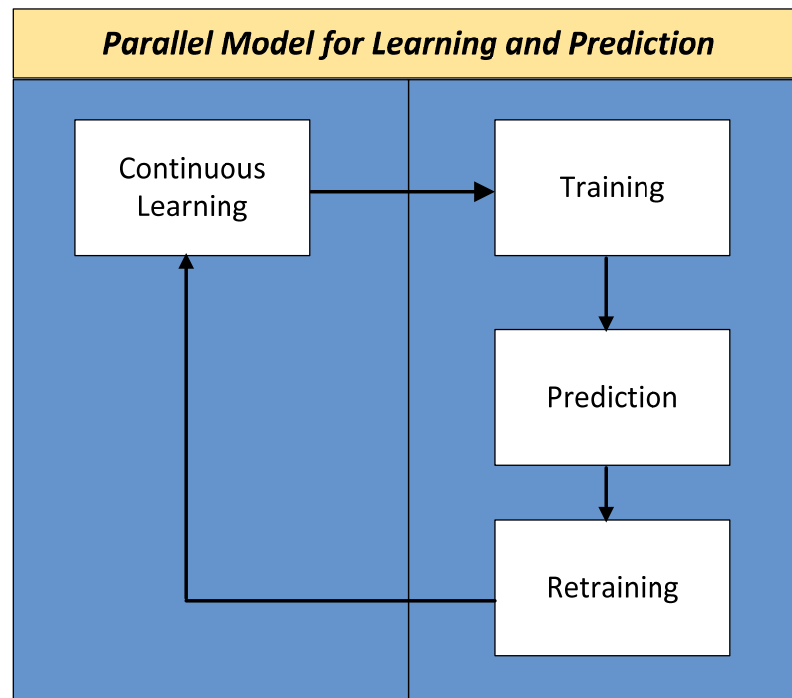 Parallel Model for Learning and Prediction
Continuous
Learning
Training
Prediction
Retraining